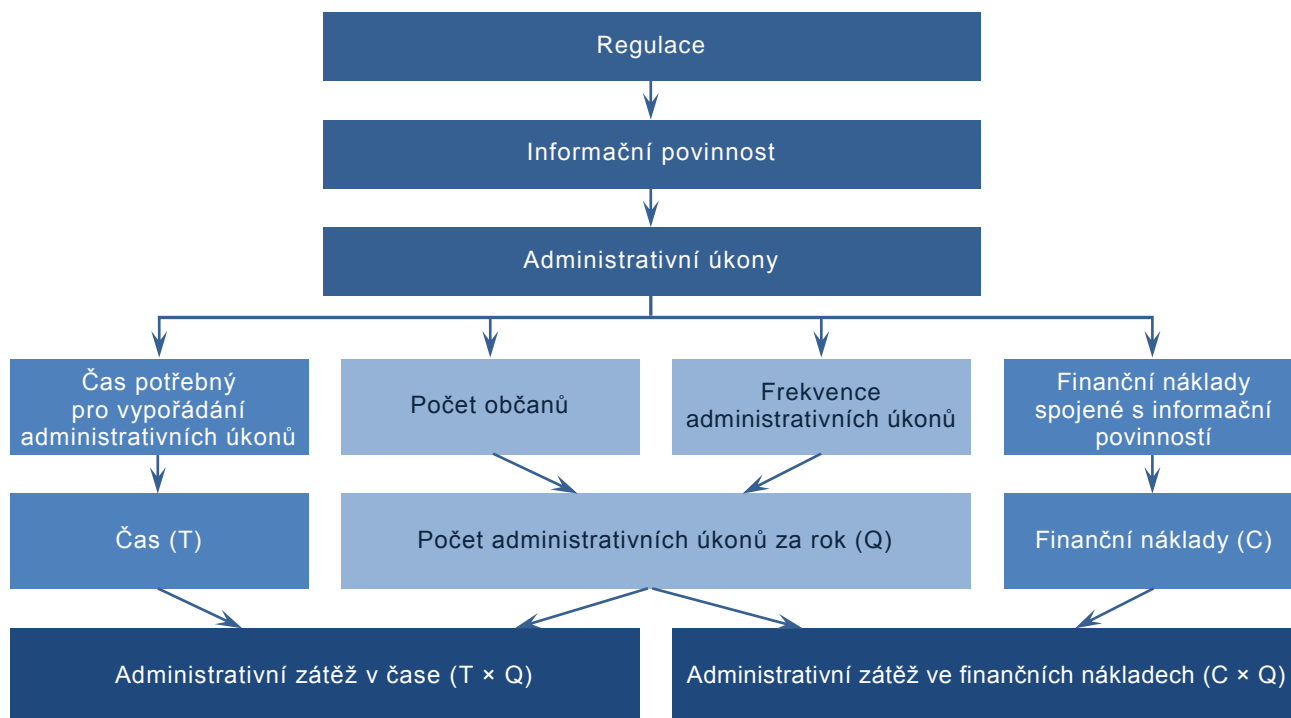 Regulace
Informační povinnost
Administrativní úkony
Čas potřebný
pro vypořádání
administrativních úkonů
Počet občanů
Frekvence
administrativních úkonů
Finanční náklady
spojené s informační
povinností
Čas (T)
Počet administrativních úkonů za rok (Q)
Finanční náklady (C)
Administrativní zátěž v čase (T × Q)
Administrativní zátěž ve finančních nákladech (C × Q)